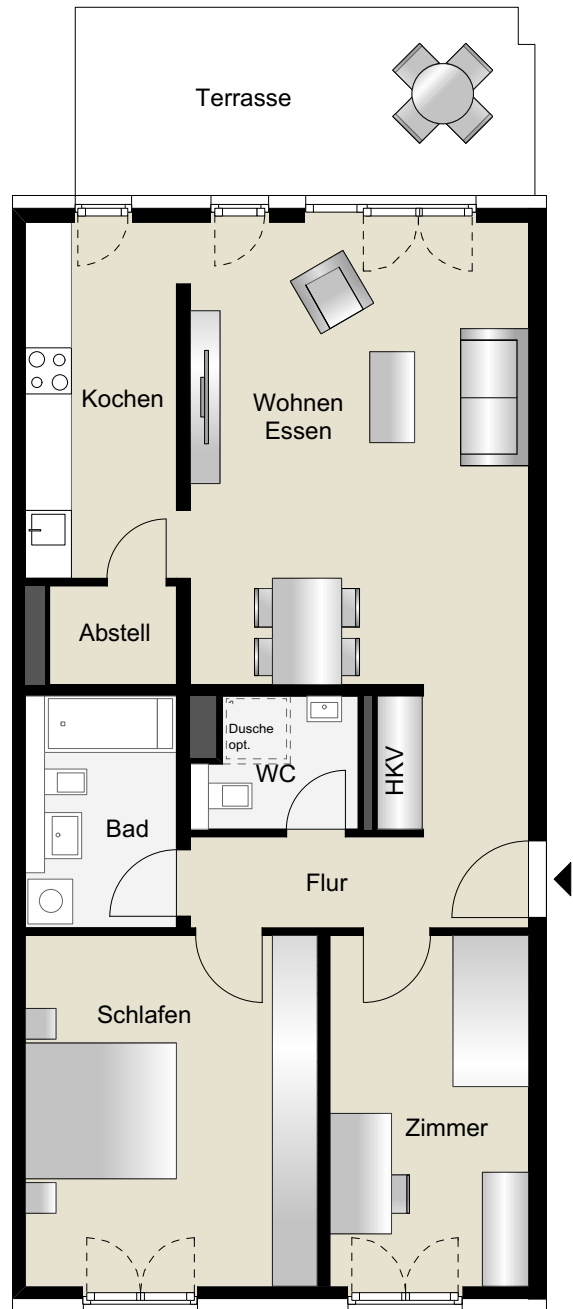 Terrasse
Kochen
Wohnen
Essen
Abstell
Dusche
opt.
WC
HKV
Bad
Flur
Schlafen
Zimmer